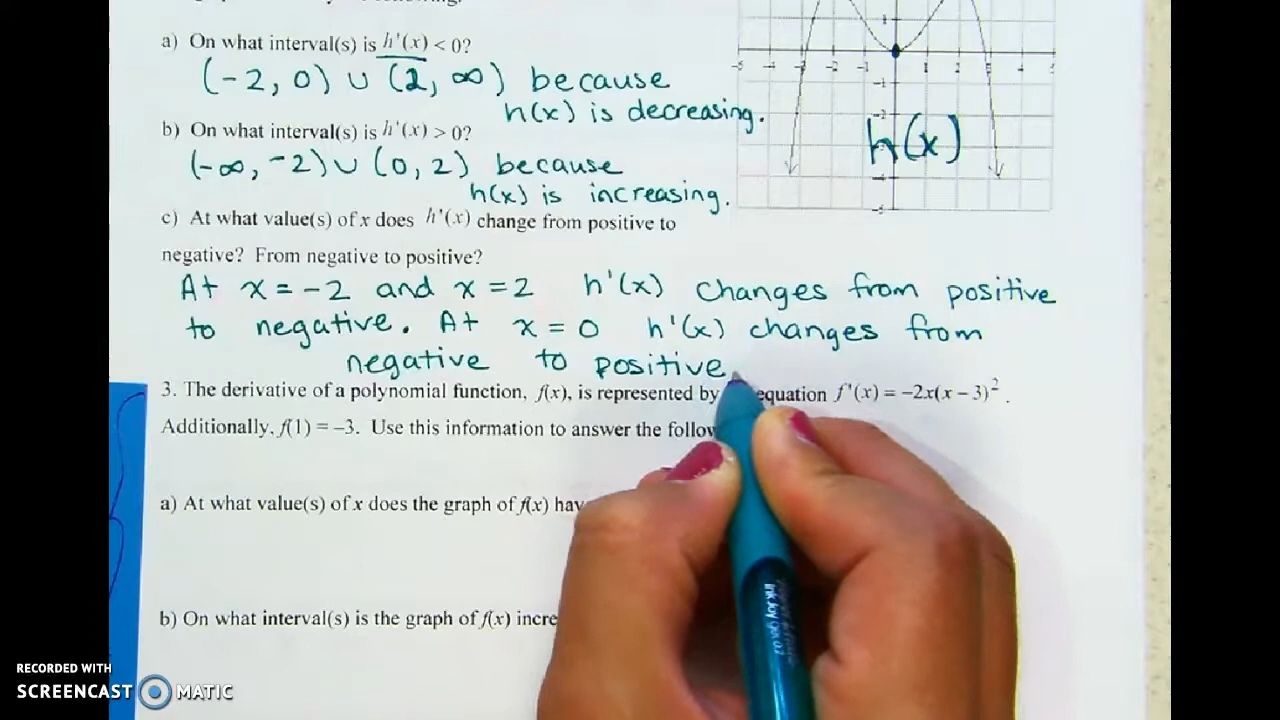 a) On what interval(s) is h'(x) < 0?
(-2, 0) ∪ (2, ∞) because
h(x) is decreasing.
b) On what interval(s) is h'(x) > 0?
(-∞, -2) ∪ (0, 2) because
h(x) is increasing.
h(x)
c) At what value(s) of x does h'(x) change from positive to
negative? From negative to positive?
At x = -2 and x = 2 h'(x) changes from positive
to negative. At x = 0 h'(x) changes from
negative to positive.
3. The derivative of a polynomial function, f(x), is represented by equation f'(x) = -2x(x - 3)².
Additionally, f(1) = -3. Use this information to answer the
a) At what value(s) of x does the graph of f(x)
b) On what interval(s) is the graph of f(x)
RECORDED WITH
SCREENCAST MATIC